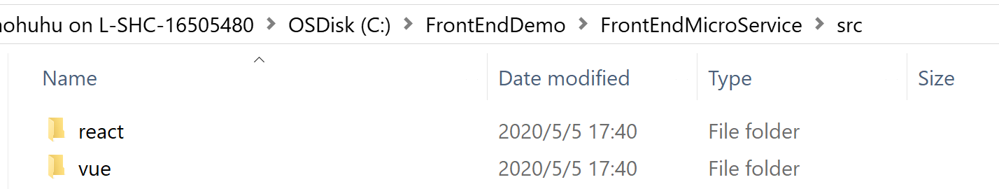 on L-SHC-16505480 > OSDisk (C:) > FrontEndDemo > FrontEndMicroService > src
Name Date modified Type Size
react 2020/5/5 17:40 File folder
vue 2020/5/5 17:40 File folder